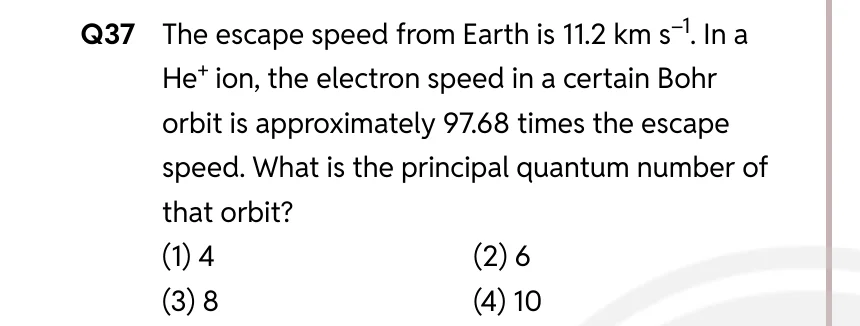 Q37 The escape speed from Earth is 11.2 km s⁻¹. In a
He⁺ ion, the electron speed in a certain Bohr
orbit is approximately 97.68 times the escape
speed. What is the principal quantum number of
that orbit?
(1) 4 (2) 6
(3) 8 (4) 10